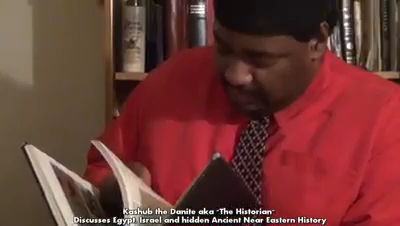 Kashub the Danite aka "The Historian"
Discusses Egypt, Israel and hidden Ancient Near Eastern History